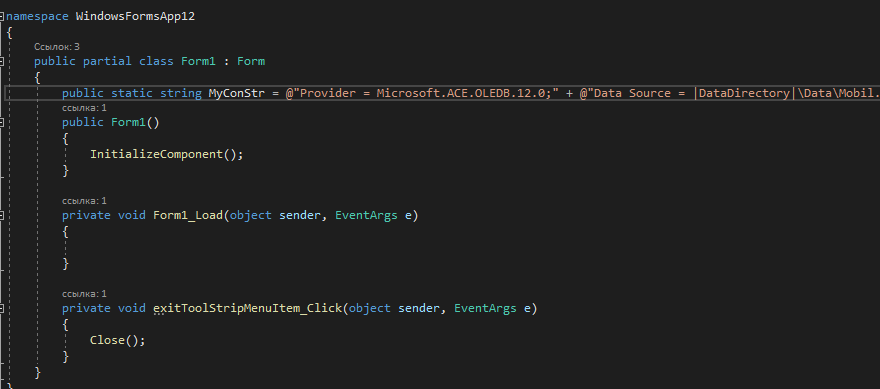 namespace WindowsFormsApp12
{
Ссылок: 3
public partial class Form1 : Form
{
public static string MyConStr = @"Provider = Microsoft.ACE.OLEDB.12.0;" + @"Data Source = |DataDirectory|\Data\Mobil.
ссылка: 1
public Form1()
{
InitializeComponent();
}
ссылка: 1
private void Form1_Load(object sender, EventArgs e)
{
}
ссылка: 1
private void exitToolStripMenuItem_Click(object sender, EventArgs e)
{
Close();
}
}
}